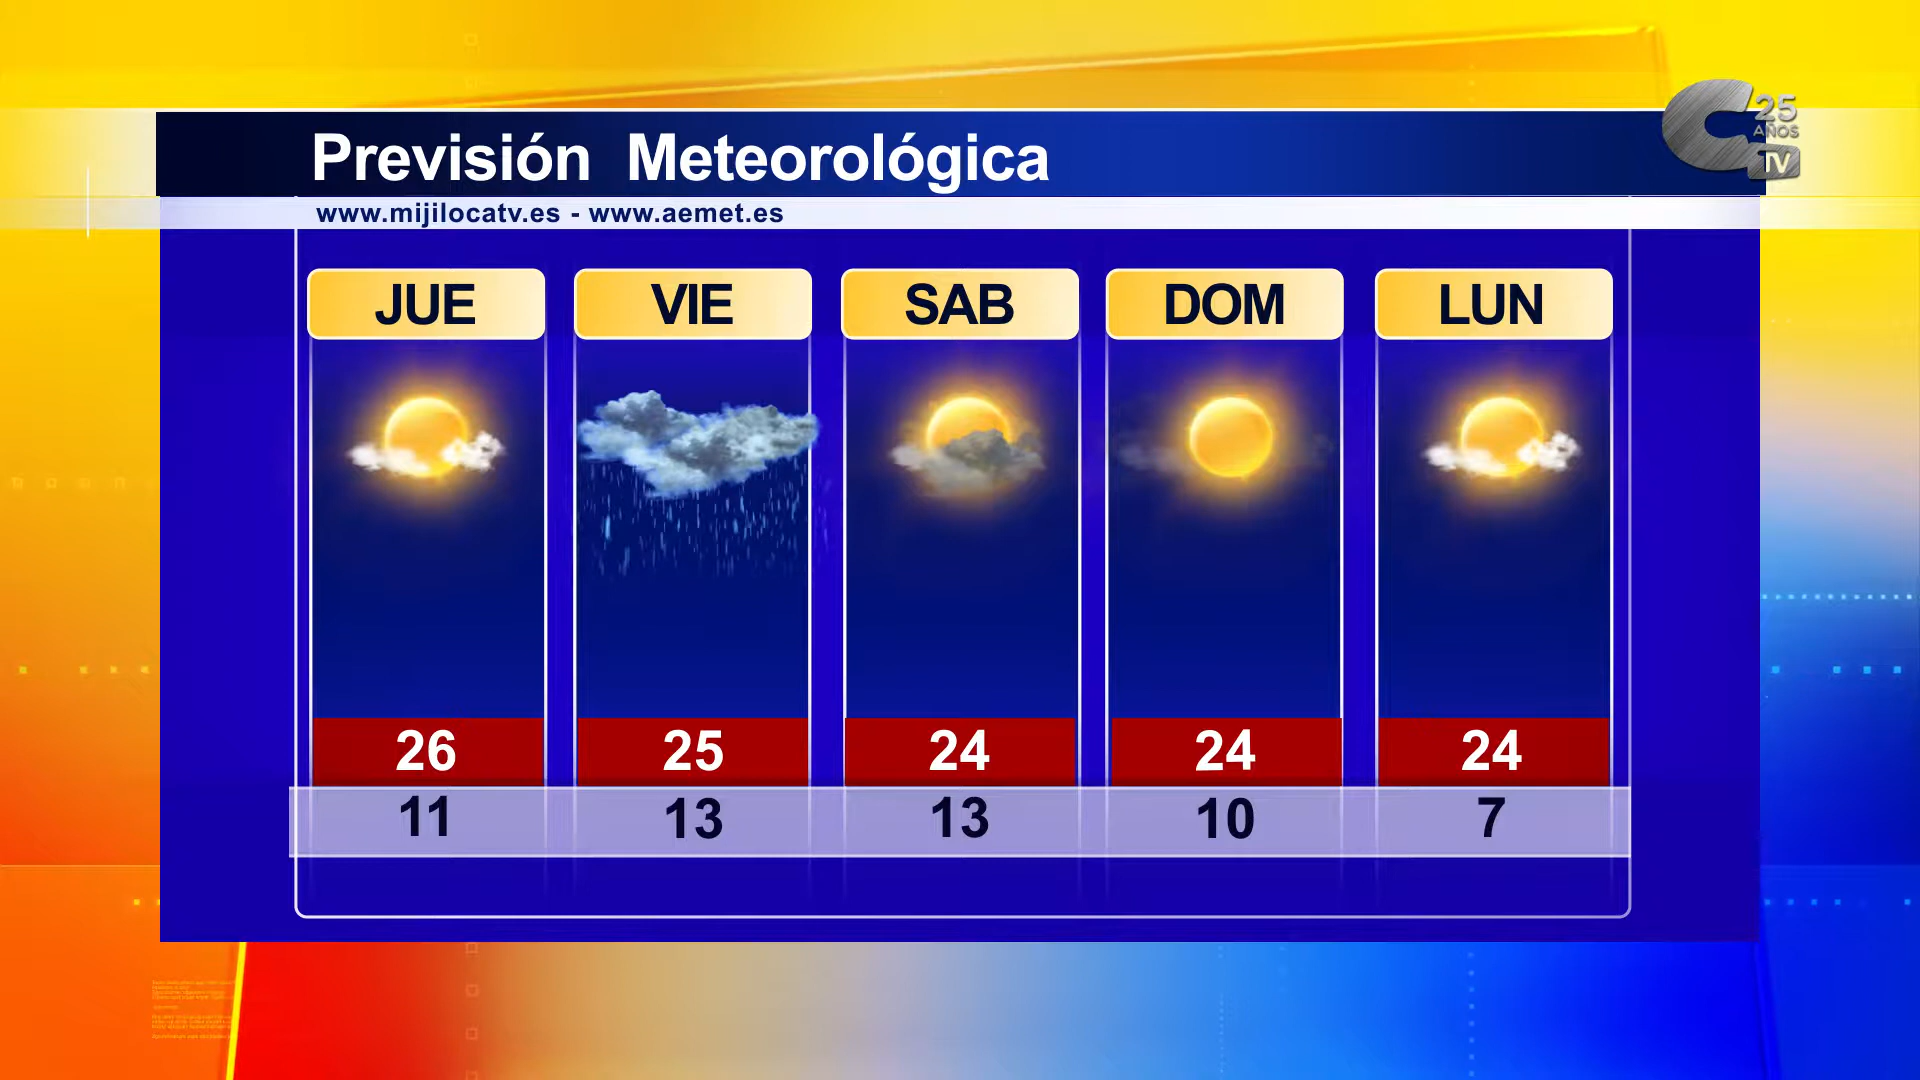 Previsión Meteorológica
www.mijilocatv.es - www.aemet.es
25
AÑOS
TV
JUE VIE SAB DOM LUN
26 25 24 24 24
11 13 13 10 7